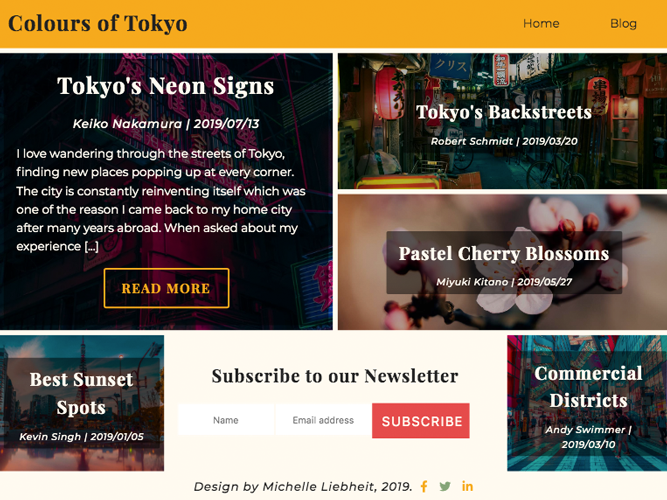 Colours of Tokyo
Home
Blog
Tokyo's Neon Signs
Keiko Nakamura | 2019/07/13
I love wandering through the streets of Tokyo,
finding new places popping up at every corner.
The city is constantly reinventing itself which was
one of the reason I came back to my home city
after many years abroad. When asked about my
experience [...]
READ MORE
クリス
Tokyo's Backstreets
Robert Schmidt | 2019/03/20
Pastel Cherry Blossoms
Miyuki Kitano | 2019/05/27
Best Sunset
Spots
Kevin Singh | 2019/01/05
Subscribe to our Newsletter
Name
Email address
SUBSCRIBE
Commercial
Districts
Andy Swimmer |
2019/03/10
Design by Michelle Liebheit, 2019.